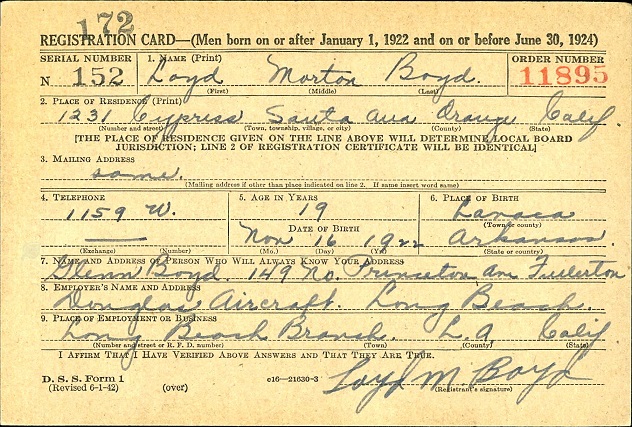 172
REGISTRATION CARD—(Men born on or after January 1, 1922 and on or before June 30, 1924)
SERIAL NUMBER 1. NAME (Print) ORDER NUMBER
N 152 Loyd Morton Boyd. 11895
(First) (Middle) (Last)
2. PLACE OF RESIDENCE (Print)
1231 Cypress Santa Ana Orange Calif.
(Number and street) (Town, township, village, or city) (County) (State)
[THE PLACE OF RESIDENCE GIVEN ON THE LINE ABOVE WILL DETERMINE LOCAL BOARD
JURISDICTION; LINE 2 OF REGISTRATION CERTIFICATE WILL BE IDENTICAL]
3. MAILING ADDRESS
same.
(Mailing address if other than place indicated on line 2. If same insert word same)
4. TELEPHONE 5. AGE IN YEARS 6. PLACE OF BIRTH
1159 W. 19 Lavaca
(Town or county)
DATE OF BIRTH
Nov 16 1922 Arkansas.
(Exchange) (Number) (Mo.) (Day) (Yr.) (State or country)
7. NAME AND ADDRESS OF PERSON WHO WILL ALWAYS KNOW YOUR ADDRESS
Glenn Boyd. 149 No. Princeton Ave Fullerton
8. EMPLOYER'S NAME AND ADDRESS
Douglas Aircraft. Long Beach.
9. PLACE OF EMPLOYMENT OR BUSINESS
Long Beach Branch. L.A Calif
(Number and street or R. F. D. number) (Town) (County) (State)
I AFFIRM THAT I HAVE VERIFIED ABOVE ANSWERS AND THAT THEY ARE TRUE.
D. S. S. Form 1
(Revised 6-1-42) (over) c16—21630-3 Loyd M Boyd
(Registrant's signature)